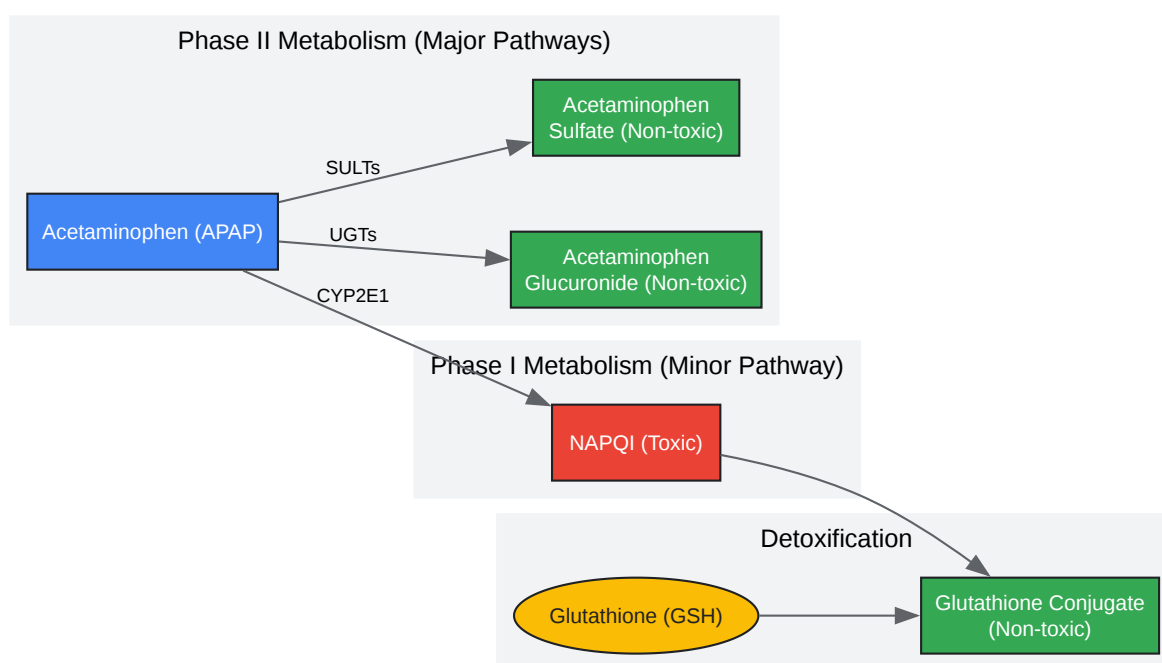 Phase II Metabolism (Major Pathways)
Acetaminophen
Sulfate (Non-toxic)
SULTs
Acetaminophen (APAP)
UGTs
Acetaminophen
Glucuronide (Non-toxic)
CYP2E1
Phase I Metabolism (Minor Pathway)
NAPQI (Toxic)
Detoxification
Glutathione (GSH)
Glutathione Conjugate
(Non-toxic)